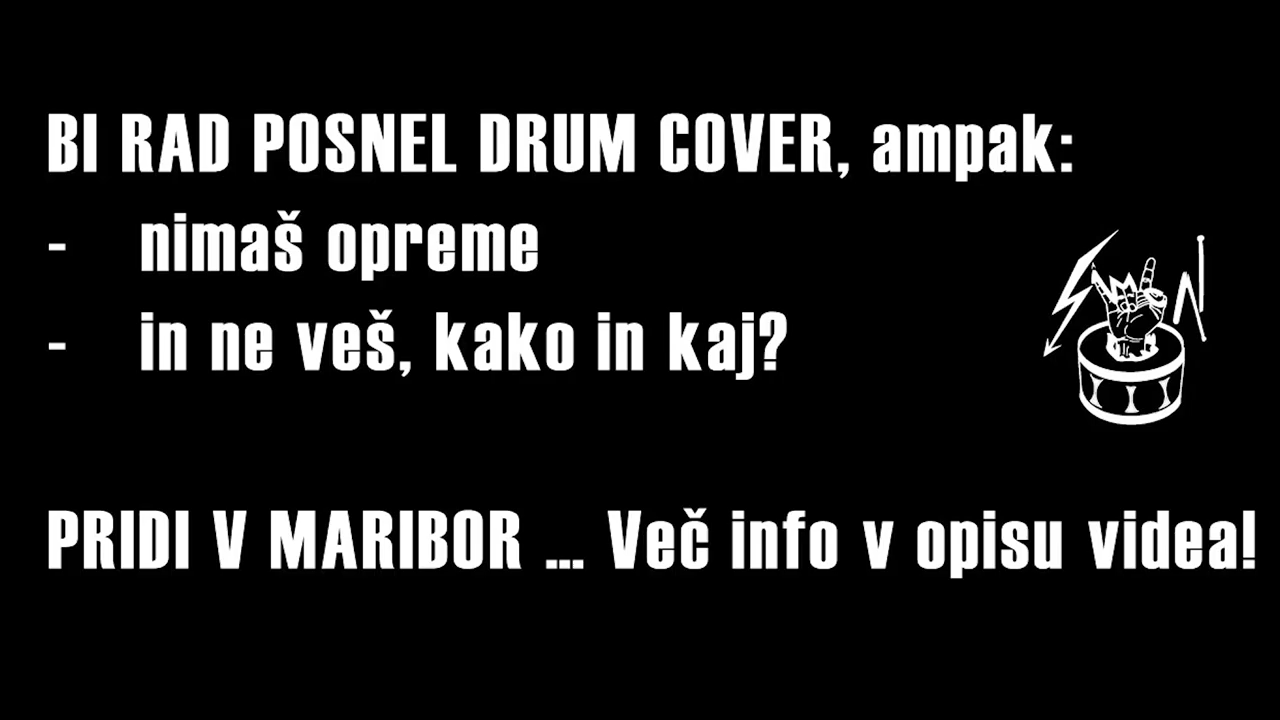 BI RAD POSNEL DRUM COVER, ampak:
- nimaš opreme
- in ne veš, kako in kaj?
SIMON
PRIDI V MARIBOR ... Več info v opisu videa!